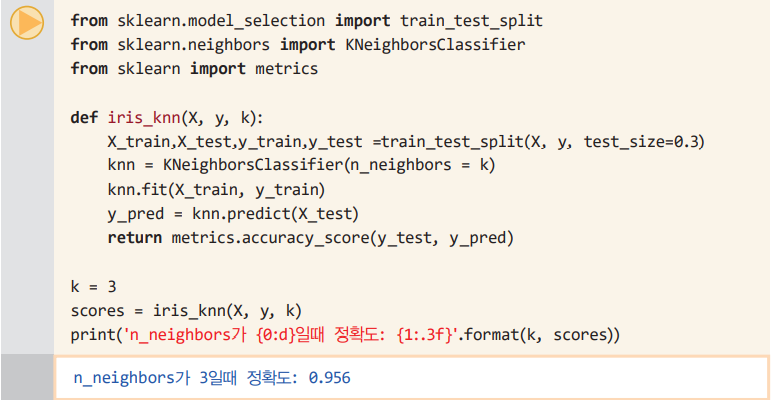 from sklearn.model_selection import train_test_split
from sklearn.neighbors import KNeighborsClassifier
from sklearn import metrics
def iris_knn(X, y, k):
X_train,X_test,y_train,y_test =train_test_split(X, y, test_size=0.3)
knn = KNeighborsClassifier(n_neighbors = k)
knn.fit(X_train, y_train)
y_pred = knn.predict(X_test)
return metrics.accuracy_score(y_test, y_pred)
k = 3
scores = iris_knn(X, y, k)
print('n_neighbors가 {0:d}일때 정확도: {1:.3f}'.format(k, scores))
n_neighbors가 3일때 정확도: 0.956